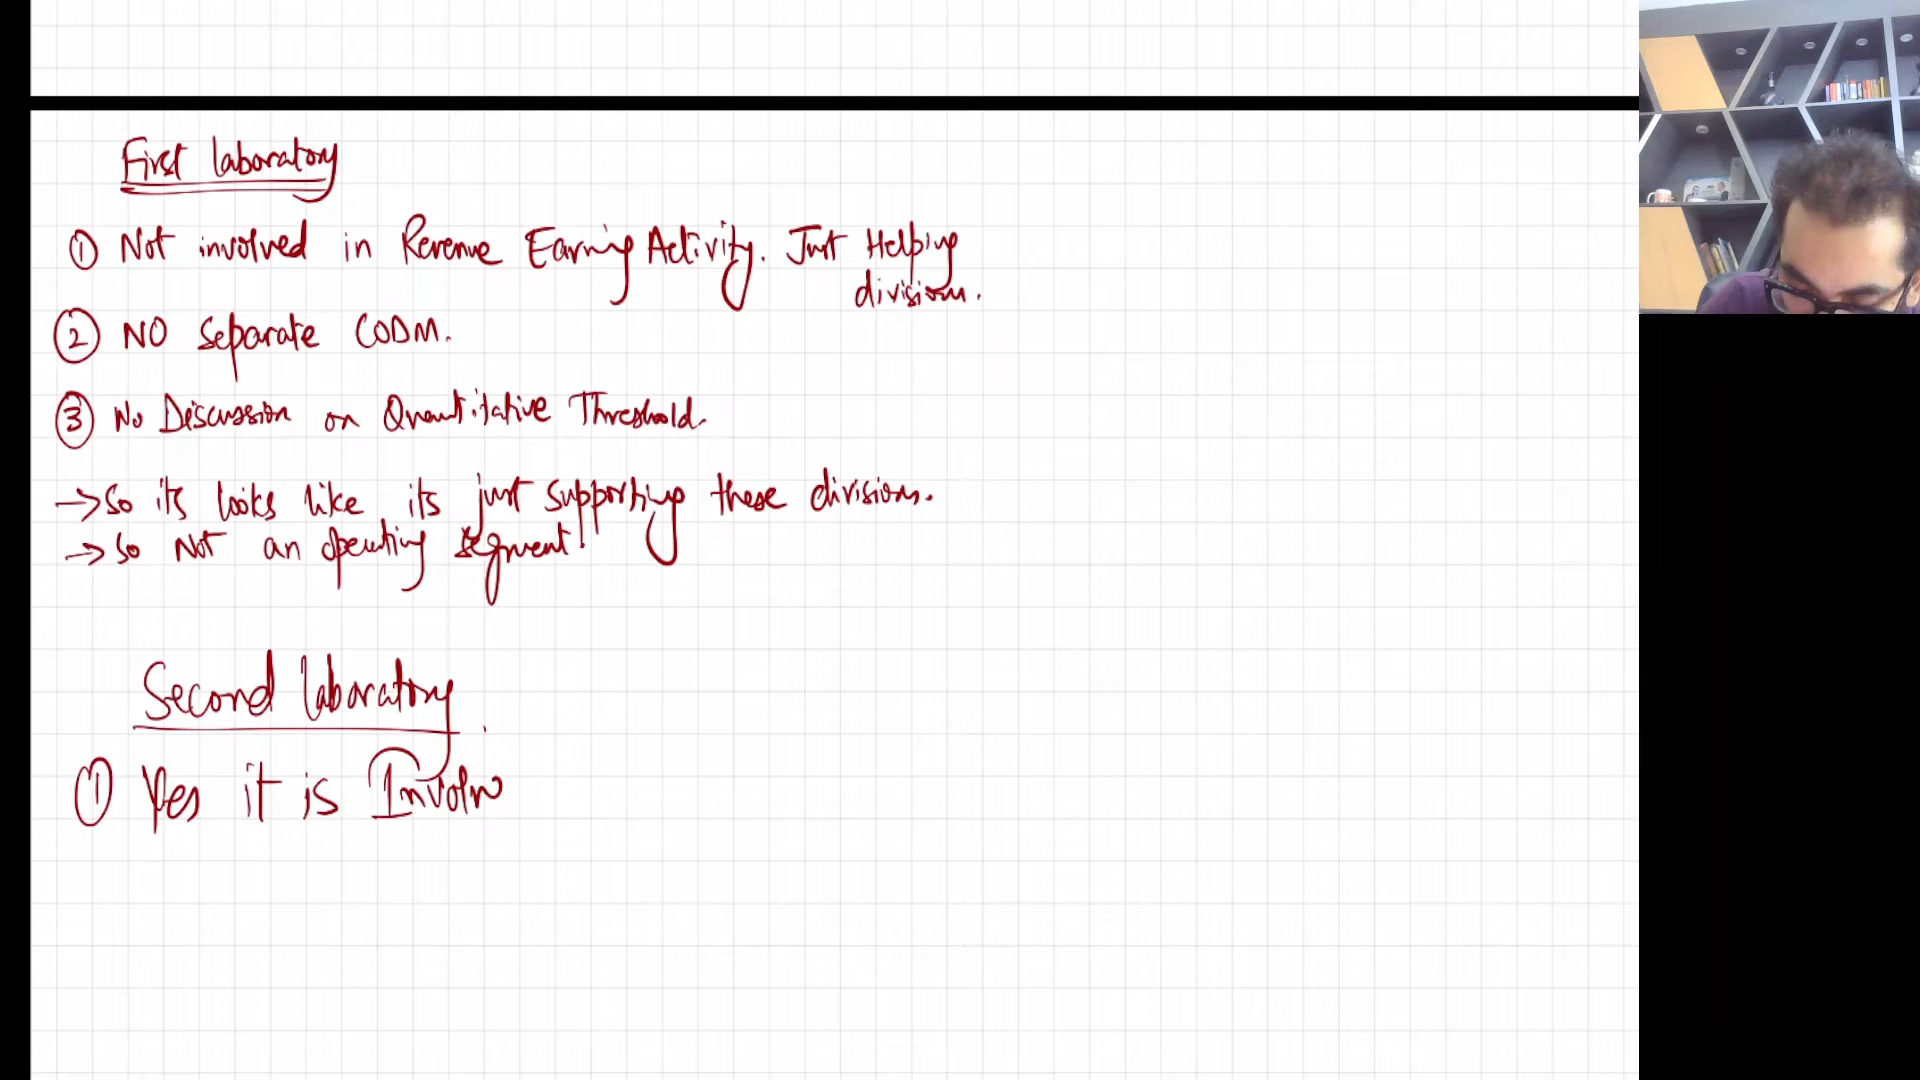 First laboratory
① Not involved in Revenue Earning Activity. Just Helping
divisions.
② NO separate CODM.
③ No Discussion on Quantitative Threshold.
→ So its looks like its just supporting these divisions.
→ So Not an operating segment!
Second laboratory
① Yes it is Involv